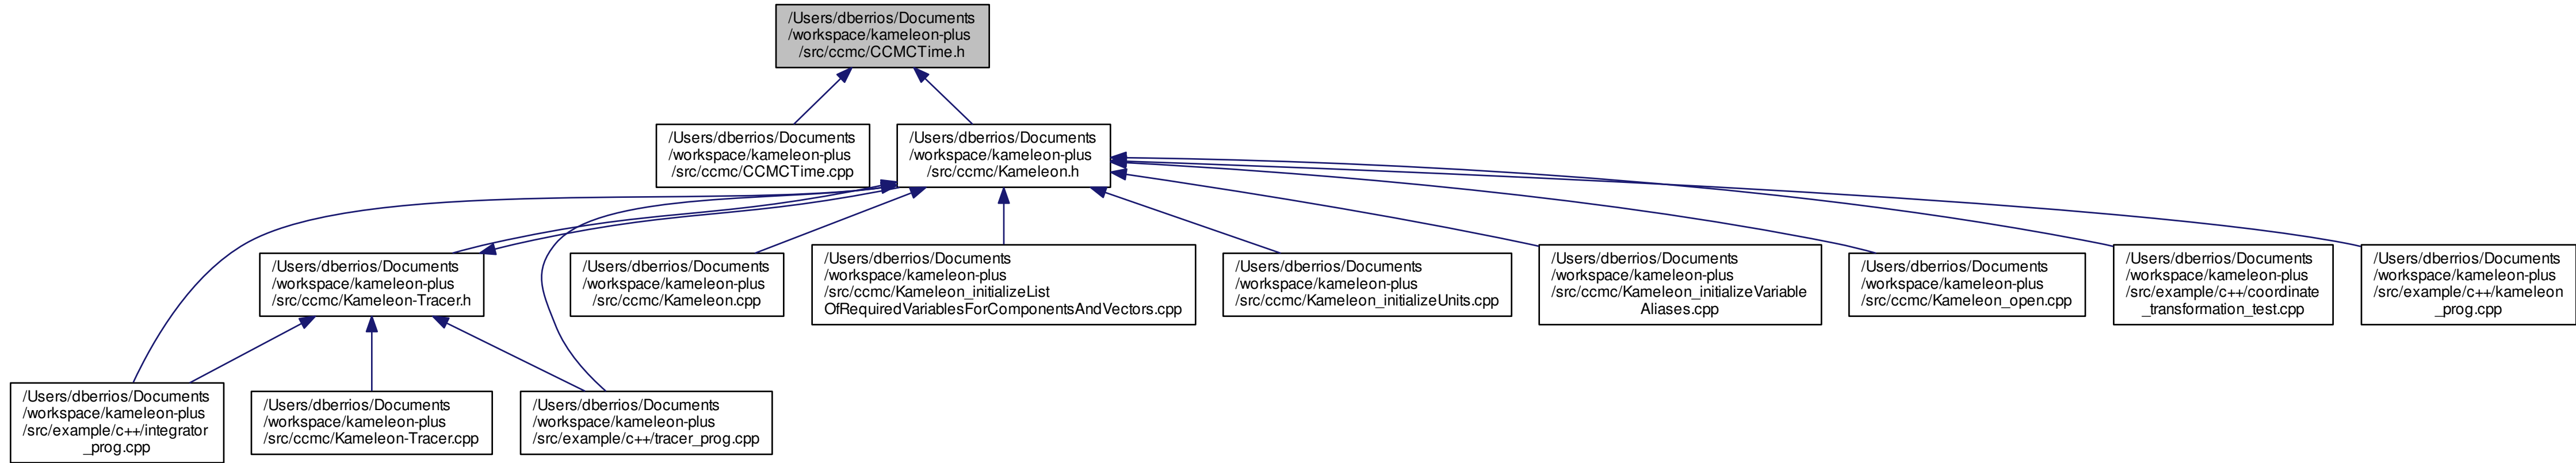 /Users/dberrios/Documents
/workspace/kameleon-plus
/src/ccmc/CCMCTime.h
/Users/dberrios/Documents
/workspace/kameleon-plus
/src/ccmc/CCMCTime.cpp
/Users/dberrios/Documents
/workspace/kameleon-plus
/src/ccmc/Kameleon.h
/Users/dberrios/Documents
/workspace/kameleon-plus
/src/ccmc/Kameleon-Tracer.h
/Users/dberrios/Documents
/workspace/kameleon-plus
/src/ccmc/Kameleon.cpp
/Users/dberrios/Documents
/workspace/kameleon-plus
/src/ccmc/Kameleon_initializeList
OfRequiredVariablesForComponentsAndVectors.cpp
/Users/dberrios/Documents
/workspace/kameleon-plus
/src/ccmc/Kameleon_initializeUnits.cpp
/Users/dberrios/Documents
/workspace/kameleon-plus
/src/ccmc/Kameleon_initializeVariable
Aliases.cpp
/Users/dberrios/Documents
/workspace/kameleon-plus
/src/ccmc/Kameleon_open.cpp
/Users/dberrios/Documents
/workspace/kameleon-plus
/src/example/c++/coordinate
_transformation_test.cpp
/Users/dberrios/Documents
/workspace/kameleon-plus
/src/example/c++/kameleon
_prog.cpp
/Users/dberrios/Documents
/workspace/kameleon-plus
/src/example/c++/integrator
_prog.cpp
/Users/dberrios/Documents
/workspace/kameleon-plus
/src/ccmc/Kameleon-Tracer.cpp
/Users/dberrios/Documents
/workspace/kameleon-plus
/src/example/c++/tracer_prog.cpp